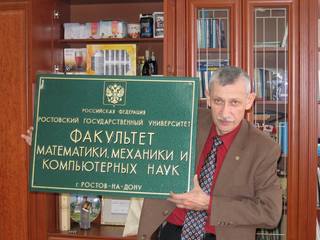 РОССИЙСКАЯ ФЕДЕРАЦИЯ
РОСТОВСКИЙ ГОСУДАРСТВЕННЫЙ УНИВЕРСИТЕТ
ФАКУЛЬТЕТ
МАТЕМАТИКИ, МЕХАНИКИ И
КОМПЬЮТЕРНЫХ НАУК
г. РОСТОВ-НА-ДОНУ